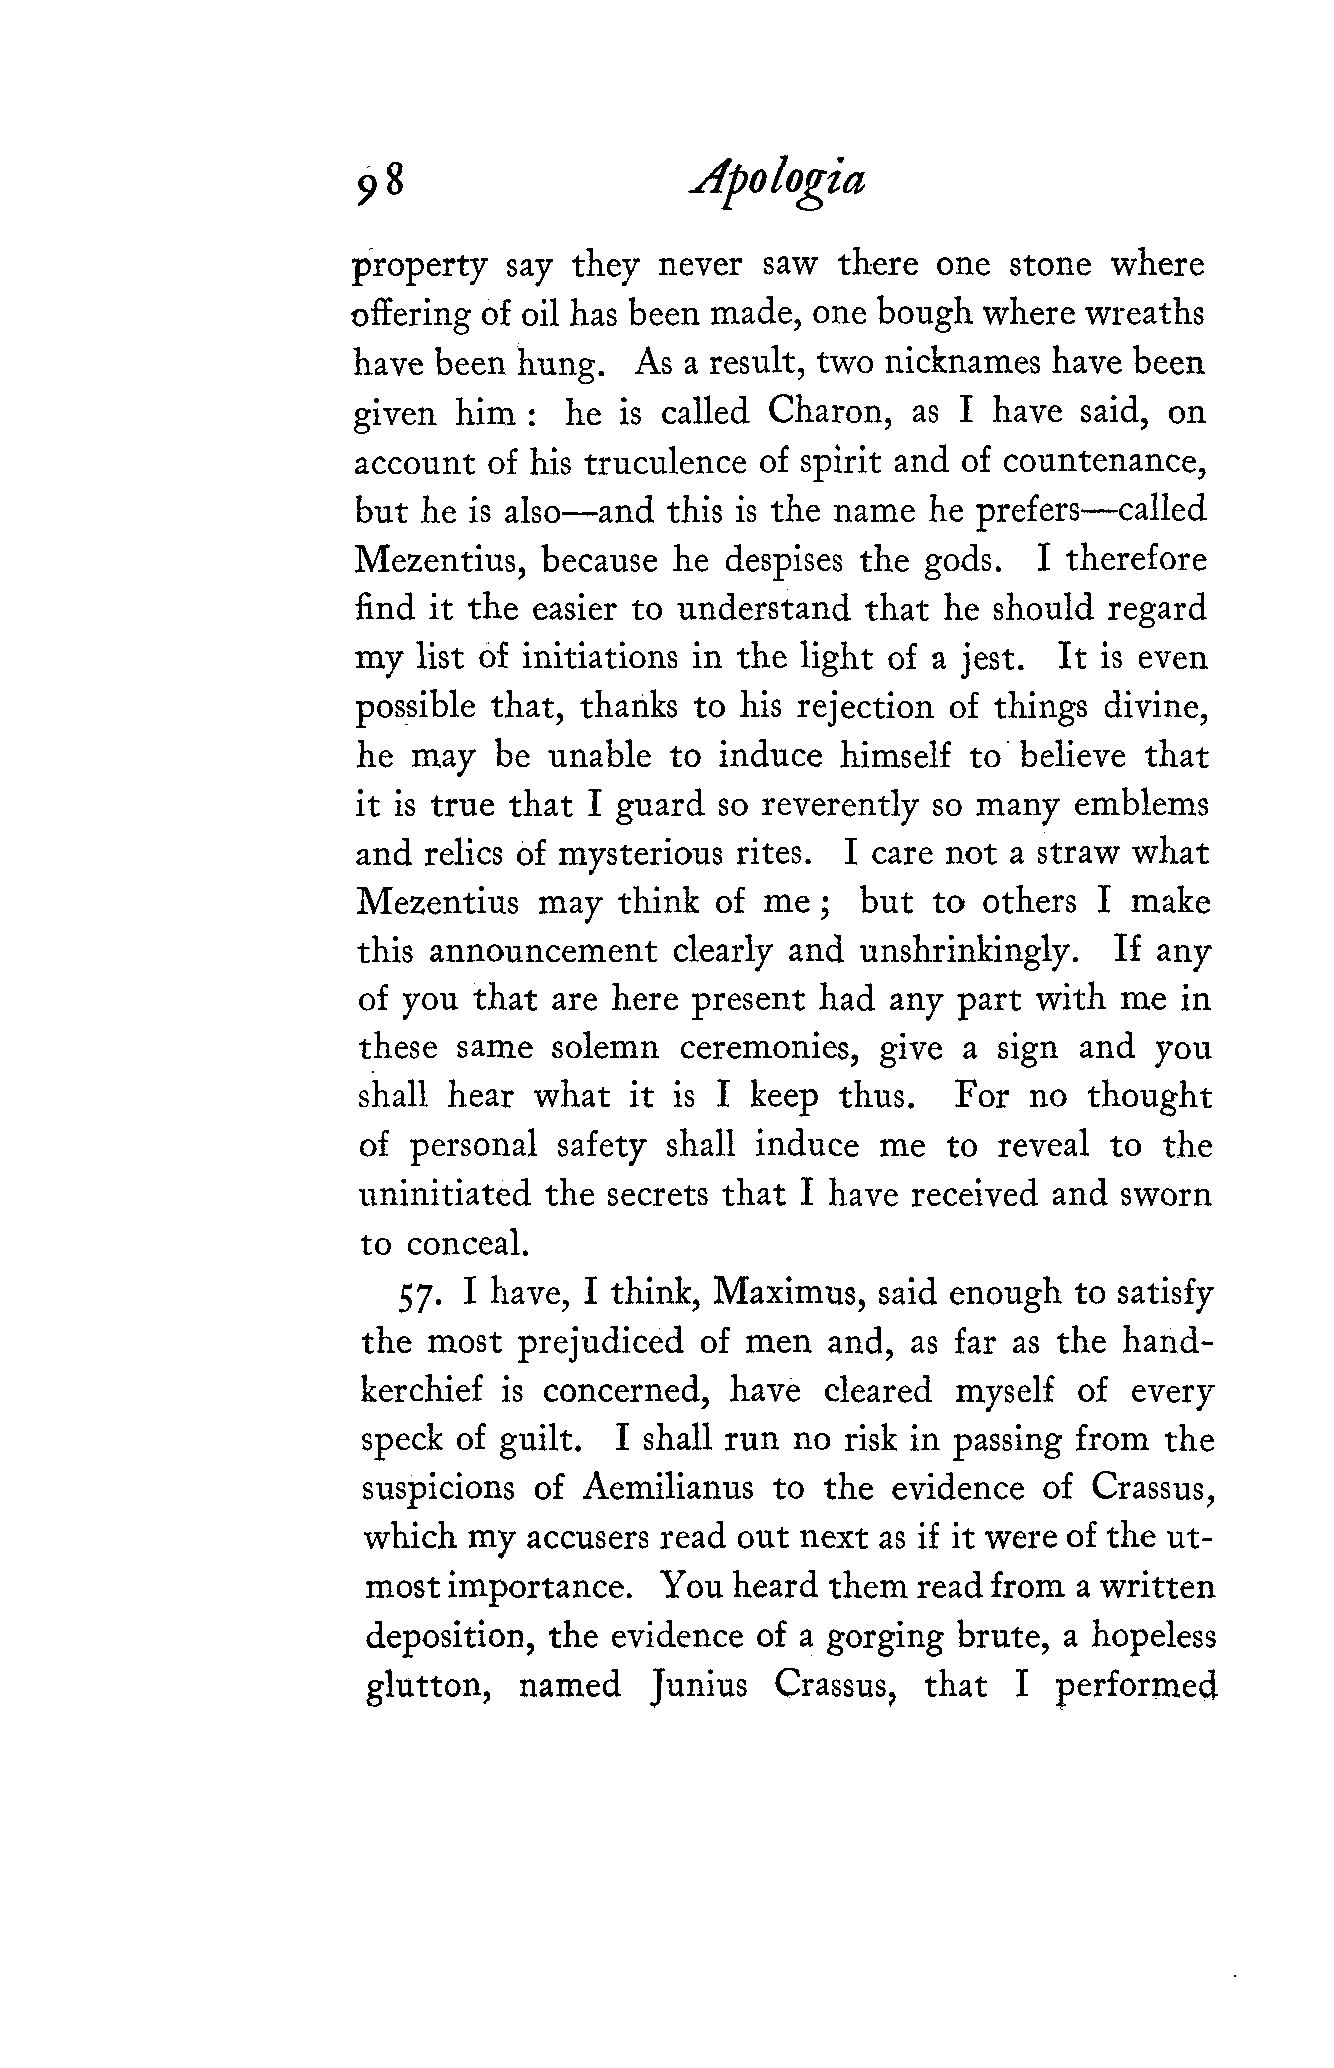 98 Apologia
property say they never saw there one stone where
offering of oil has been made, one bough where wreaths
have been hung. As a result, two nicknames have been
given him : he is called Charon, as I have said, on
account of his truculence of spirit and of countenance,
but he is also—and this is the name he prefers—called
Mezentius, because he despises the gods. I therefore
find it the easier to understand that he should regard
my list of initiations in the light of a jest. It is even
possible that, thanks to his rejection of things divine,
he may be unable to induce himself to believe that
it is true that I guard so reverently so many emblems
and relics of mysterious rites. I care not a straw what
Mezentius may think of me ; but to others I make
this announcement clearly and unshrinkingly. If any
of you that are here present had any part with me in
these same solemn ceremonies, give a sign and you
shall hear what it is I keep thus. For no thought
of personal safety shall induce me to reveal to the
uninitiated the secrets that I have received and sworn
to conceal.
57. I have, I think, Maximus, said enough to satisfy
the most prejudiced of men and, as far as the hand-
kerchief is concerned, have cleared myself of every
speck of guilt. I shall run no risk in passing from the
suspicions of Aemilianus to the evidence of Crassus,
which my accusers read out next as if it were of the ut-
most importance. You heard them read from a written
deposition, the evidence of a gorging brute, a hopeless
glutton, named Junius Crassus, that I performed